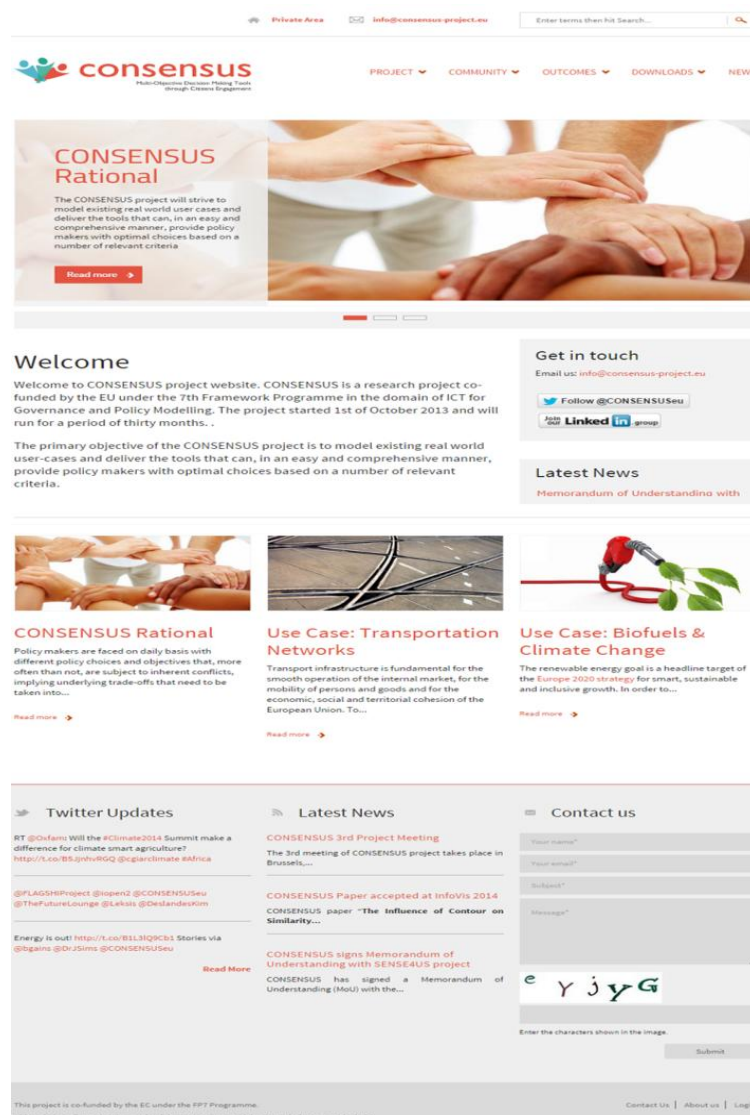 Private Area
info@consensus-project.eu
Enter terms then hit Search...
consensus
Multi-Objective Decision Making Tools
through Citizens Engagement
PROJECT
COMMUNITY
OUTCOMES
DOWNLOADS
NEW
CONSENSUS
Rational
The CONSENSUS project will strive to
model existing real world user cases and
deliver the tools that can, in an easy and
comprehensive manner, provide policy
makers with optimal choices based on a
number of relevant criteria
Read more
Welcome
Welcome to CONSENSUS project website. CONSENSUS is a research project co-
funded by the EU under the 7th Framework Programme in the domain of ICT for
Governance and Policy Modelling. The project started 1st of October 2013 and will
run for a period of thirty months. .
The primary objective of the CONSENSUS project is to model existing real world
user-cases and deliver the tools that can, in an easy and comprehensive manner,
provide policy makers with optimal choices based on a number of relevant
criteria.
Get in touch
Email us: info@consensus-project.eu
Follow @CONSENSUSeu
Join our Linked in group
Latest News
Memorandum of Understanding with
CONSENSUS Rational
Policy makers are faced on daily basis with
different policy choices and objectives that, more
often than not, are subject to inherent conflicts,
implying underlying trade-offs that need to be
taken into...
Read more
Use Case: Transportation
Networks
Transport infrastructure is fundamental for the
smooth operation of the internal market, for the
mobility of persons and goods and for the
economic, social and territorial cohesion of the
European Union. To...
Read more
Use Case: Biofuels &
Climate Change
The renewable energy goal is a headline target of
the Europe 2020 strategy for smart, sustainable
and inclusive growth. In order to...
Read more
Twitter Updates
RT @Oxfami Will the #Climate2014 Summit make a
difference for climate smart agriculture?
@cgiarclimate #Africa
@FLAGSHIProject @iopen2 @CONSENSUSeu
@TheFutureLounge @Leksis @DeslandesKim
Energy is out! Stories via
@bgains @DrJSims @CONSENSUSeu
Read More
Latest News
CONSENSUS 3rd Project Meeting
The 3rd meeting of CONSENSUS project takes place in
Brussels,...
CONSENSUS Paper accepted at InfoVis 2014
CONSENSUS paper "The Influence of Contour on
Similarity...
CONSENSUS signs Memorandum of
Understanding with SENSE4US project
CONSENSUS has signed a Memorandum of
Understanding (MoU) with the...
Contact us
Your name*
Your email*
Subject*
Message*
e Y j y G
Enter the characters shown in the image.
Submit
This project is co-funded by the EC under the FP7 Programme.
Contact Us | About us | Log